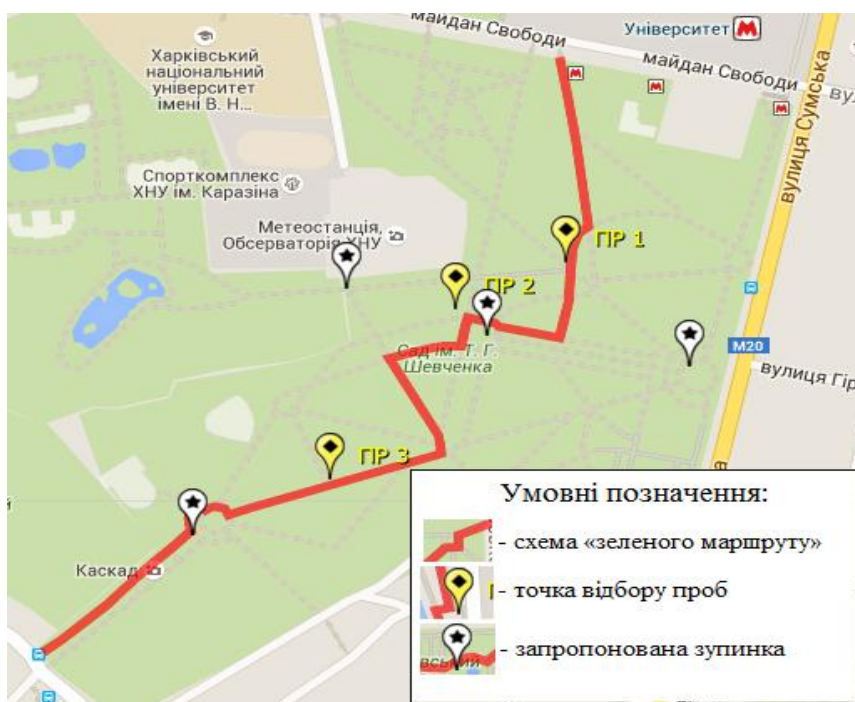 майдан Свободи
Університет
майдан Свободи
Харківський
національний
університет
імені В. Н...
вулиця Сумська
Спорткомплекс
ХНУ ім. Каразіна
Метеостанція,
Обсерваторія ХНУ
ПР 1
ПР 2
Сад ім. Т. Г.
Шевченка
М20
вулиця Гір
ПР 3
Каскад
Умовні позначення:
- схема «зеленого маршруту»
- точка відбору проб
- запропонована зупинка